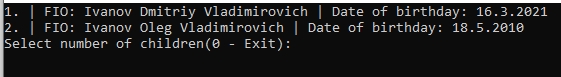 1. | FIO: Ivanov Dmitriy Vladimirovich | Date of birthday: 16.3.2021
2. | FIO: Ivanov Oleg Vladimirovich | Date of birthday: 18.5.2010
Select number of children(0 - Exit):